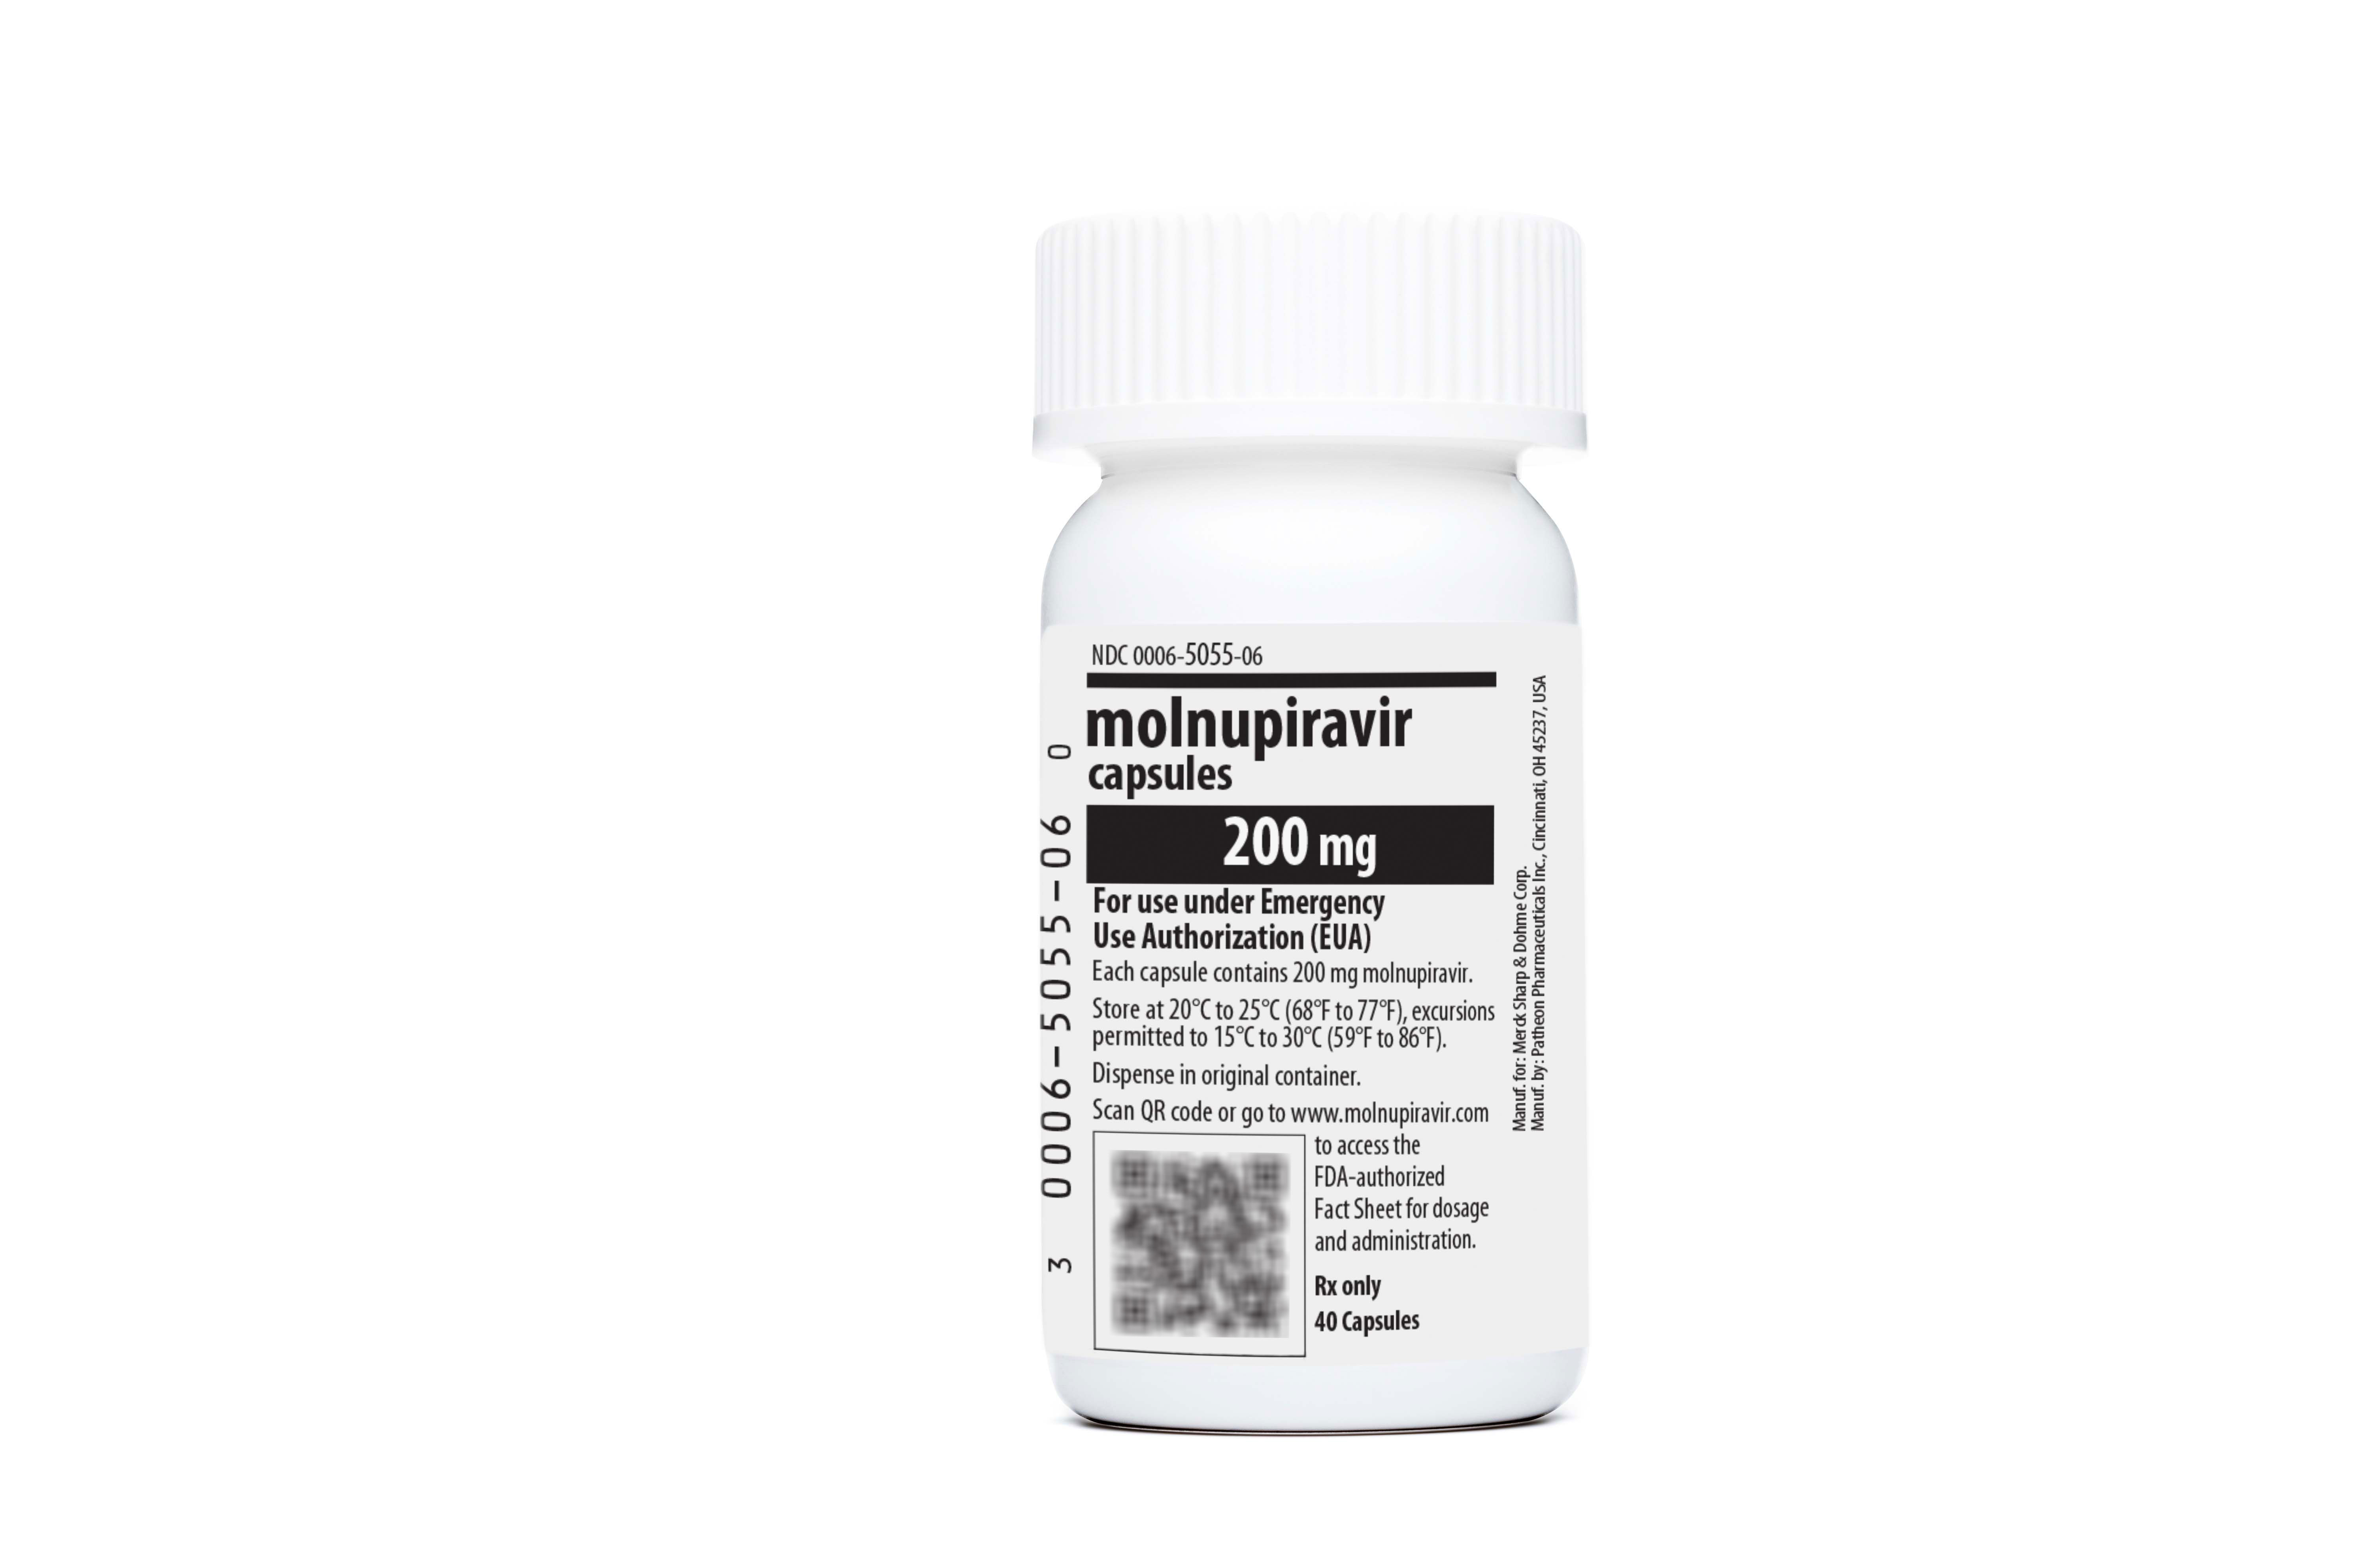 NDC 0006-5055-06
molnupiravir
capsules
200 mg
For use under Emergency
Use Authorization (EUA)
Each capsule contains 200 mg molnupiravir.
Store at 20°C to 25°C (68°F to 77°F), excursions
permitted to 15°C to 30°C (59°F to 86°F).
Dispense in original container.
Scan QR code or go to www.molnupiravir.com
to access the
FDA-authorized
Fact Sheet for dosage
and administration.
Rx only
40 Capsules
3 0006-5055-06 0
Manuf. for: Merck Sharp & Dohme Corp.
Manuf. by: Patheon Pharmaceuticals Inc., Cincinnati, OH 45237, USA